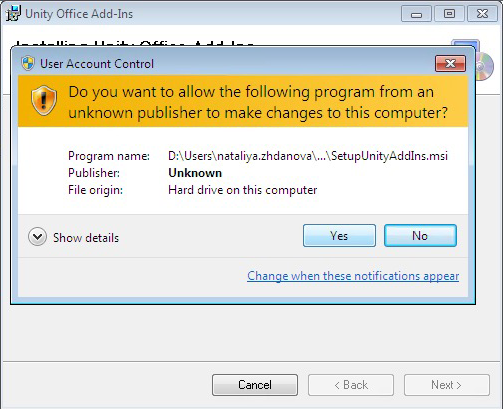 Unity Office Add-Ins
Installing Unity Office Add-Ins
User Account Control
Do you want to allow the following program from an
unknown publisher to make changes to this computer?
Program name: D:\Users\nataliya.zhdanova\...\SetupUnityAddIns.msi
Publisher: Unknown
File origin: Hard drive on this computer
Show details
Yes
No
Change when these notifications appear
Cancel
< Back
Next >